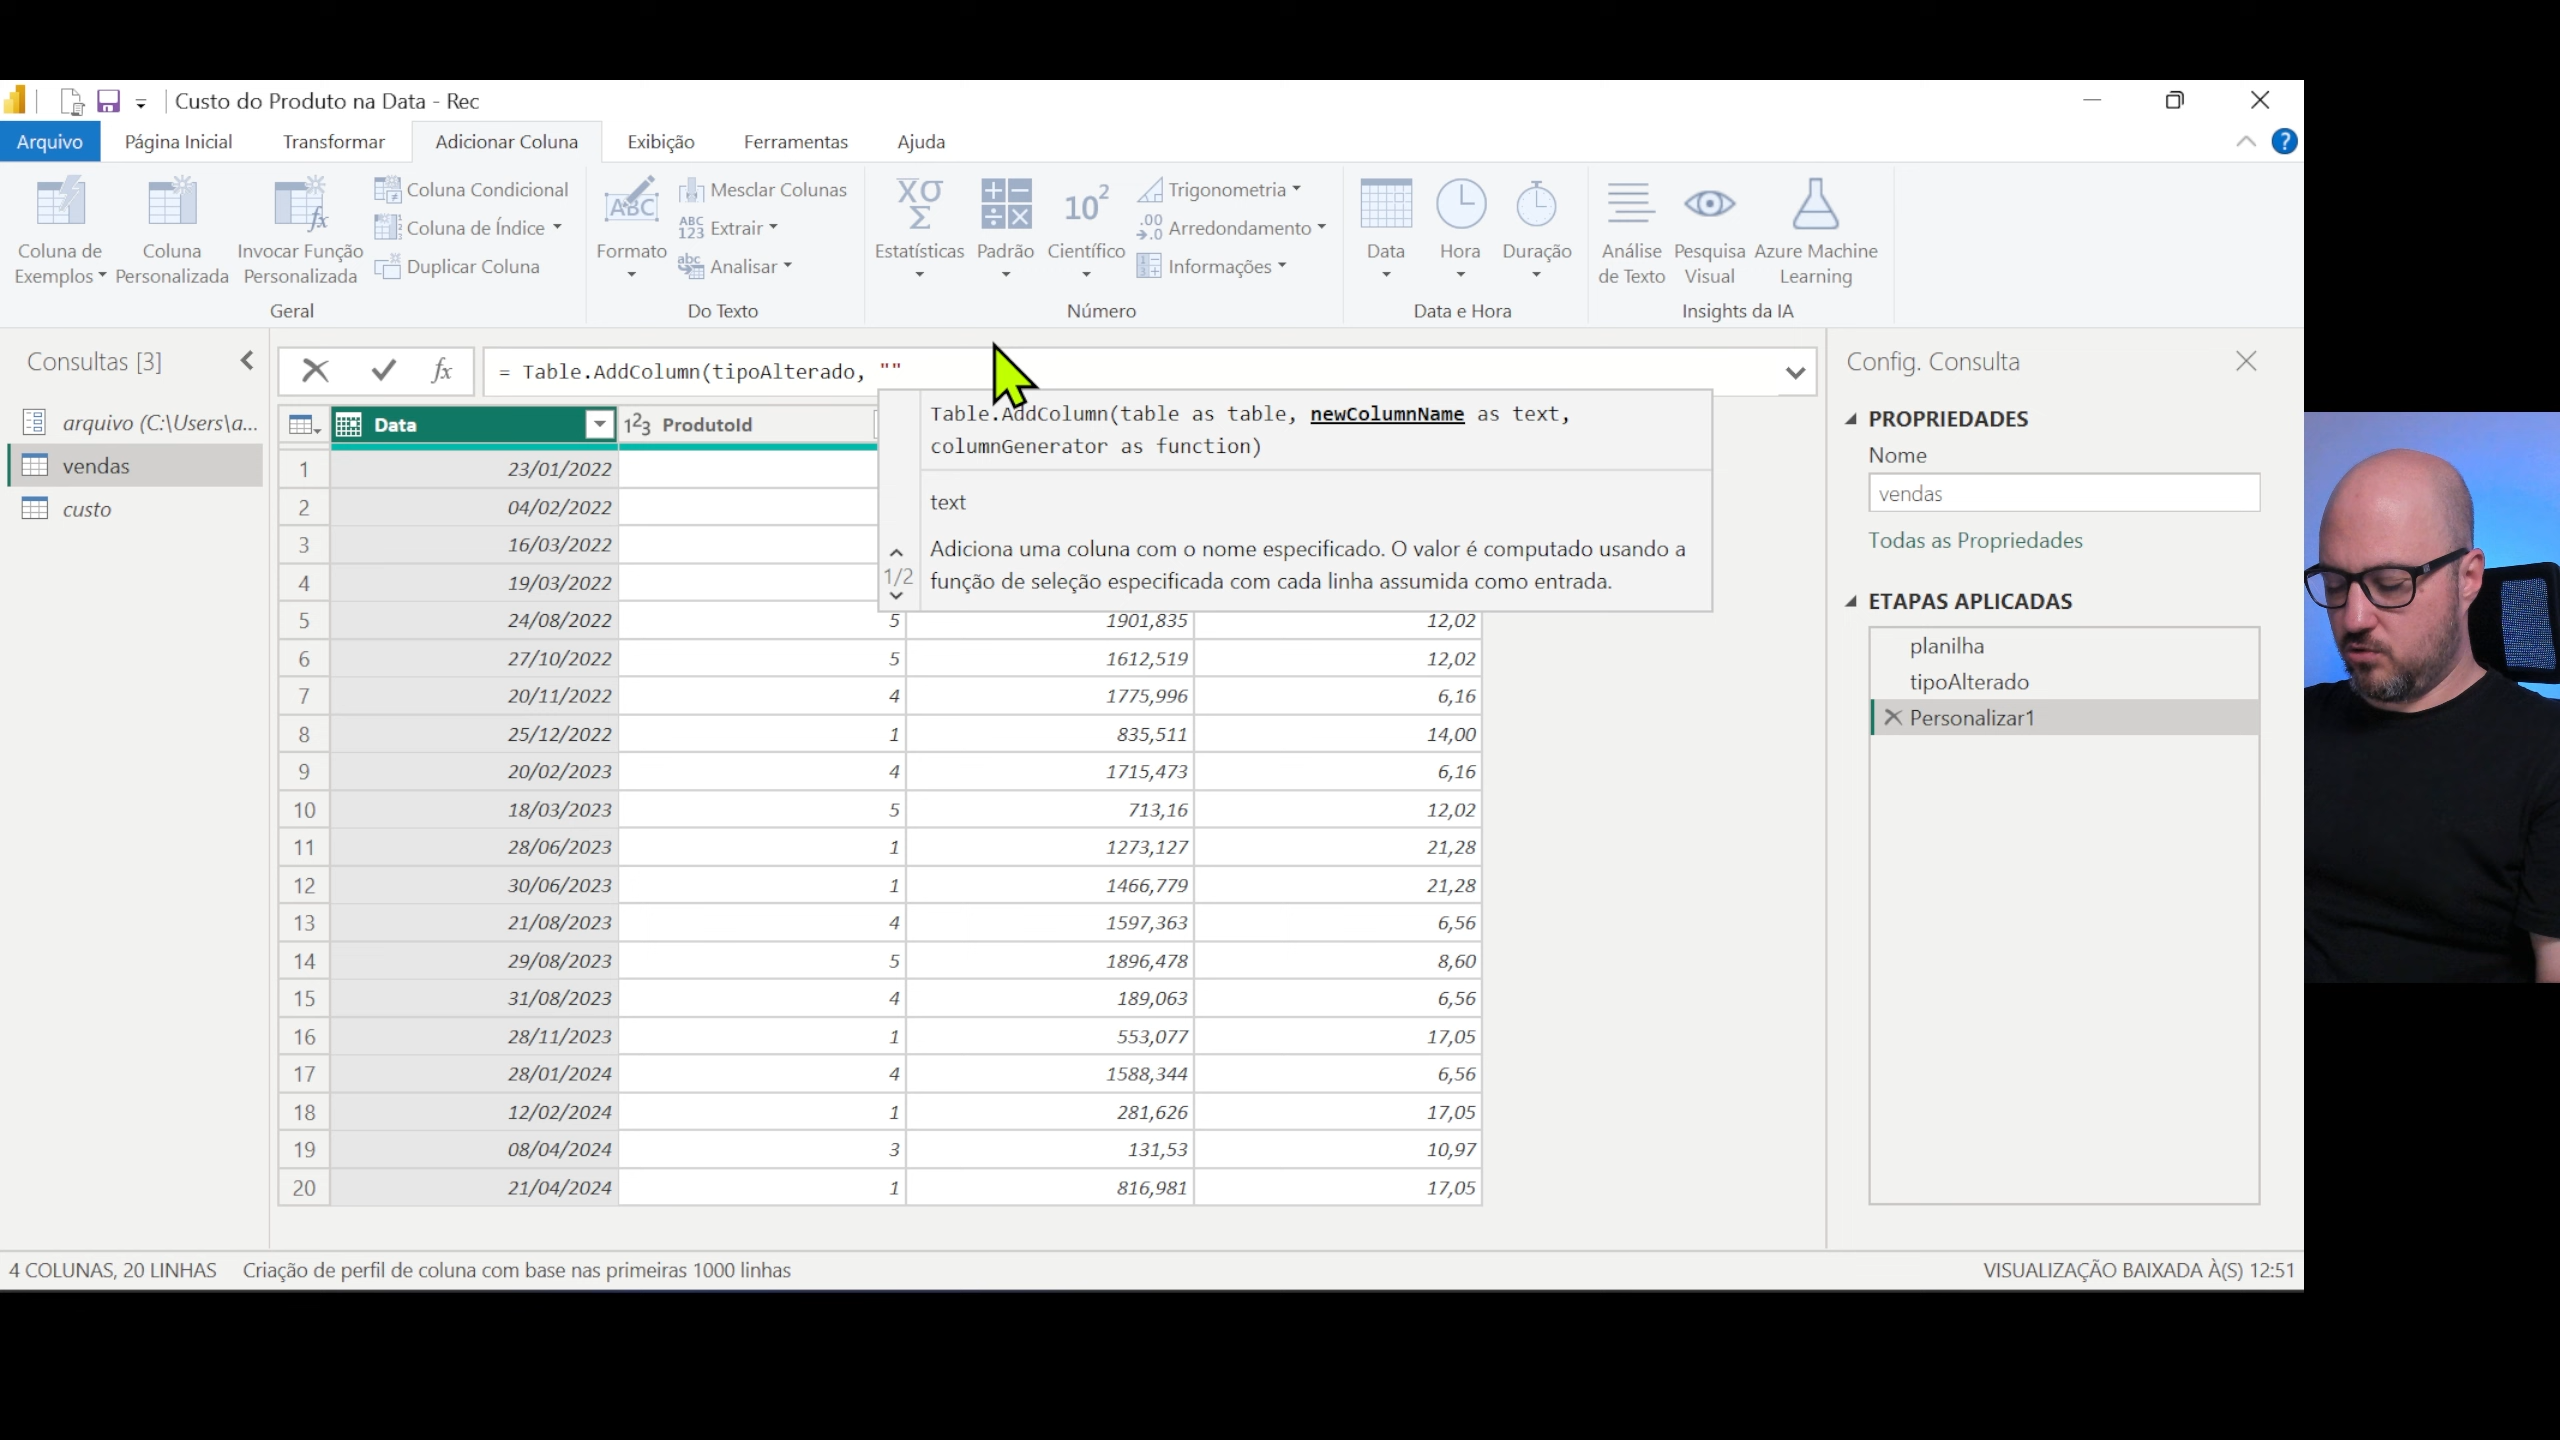 Custo do Produto na Data - Rec
Arquivo Página Inicial Transformar Adicionar Coluna Exibição Ferramentas Ajuda
?
Coluna de Exemplos
Coluna Personalizada
Invocar Função Personalizada
fx
Coluna Condicional
Coluna de Índice
Duplicar Coluna
Geral
ABC
Formato
Mesclar Colunas
ABC 123 Extrair
abc Analisar
Do Texto
XΣσ
Estatísticas
Padrão
10²
Científico
Trigonometria
.00 →.0 Arredondamento
Informações
Número
Data
Hora
Duração
Data e Hora
Análise de Texto
Pesquisa Visual
Azure Machine Learning
Insights da IA
Consultas [3]
arquivo (C:\Users\a...
vendas
custo
fx = Table.AddColumn(tipoAlterado, ""
Table.AddColumn(table as table, newColumnName as text,
columnGenerator as function)
text
Adiciona uma coluna com o nome especificado. O valor é computado usando a
função de seleção especificada com cada linha assumida como entrada.
1/2
Data 1²3 ProdutoId
1 23/01/2022
2 04/02/2022
3 16/03/2022
4 19/03/2022
5 24/08/2022 5 1901,835 12,02
6 27/10/2022 5 1612,519 12,02
7 20/11/2022 4 1775,996 6,16
8 25/12/2022 1 835,511 14,00
9 20/02/2023 4 1715,473 6,16
10 18/03/2023 5 713,16 12,02
11 28/06/2023 1 1273,127 21,28
12 30/06/2023 1 1466,779 21,28
13 21/08/2023 4 1597,363 6,56
14 29/08/2023 5 1896,478 8,60
15 31/08/2023 4 189,063 6,56
16 28/11/2023 1 553,077 17,05
17 28/01/2024 4 1588,344 6,56
18 12/02/2024 1 281,626 17,05
19 08/04/2024 3 131,53 10,97
20 21/04/2024 1 816,981 17,05
Config. Consulta
PROPRIEDADES
Nome
vendas
Todas as Propriedades
ETAPAS APLICADAS
planilha
tipoAlterado
Personalizar1
4 COLUNAS, 20 LINHAS Criação de perfil de coluna com base nas primeiras 1000 linhas
VISUALIZAÇÃO BAIXADA À(S) 12:51